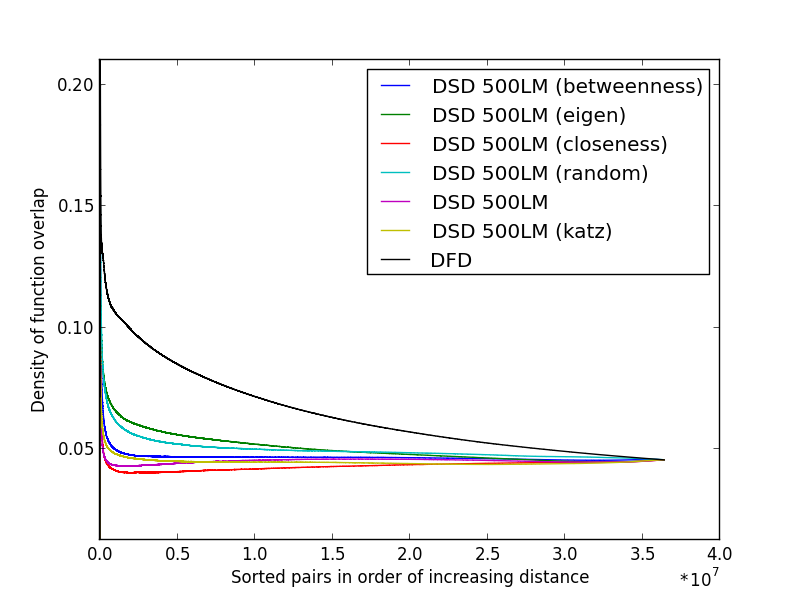 0.20
0.15
0.10
0.05
Density of function overlap
DSD 500LM (betweenness)
DSD 500LM (eigen)
DSD 500LM (closeness)
DSD 500LM (random)
DSD 500LM
DSD 500LM (katz)
DFD
0.0 0.5 1.0 1.5 2.0 2.5 3.0 3.5 4.0
Sorted pairs in order of increasing distance
*10^7